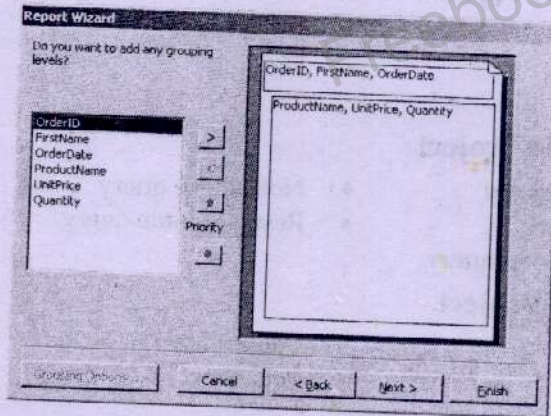 Report Wizard
Do you want to add any grouping
levels?
OrderID
FirstName
OrderDate
ProductName
UnitPrice
Quantity
>
<
Priority
OrderID, FirstName, OrderDate
ProductName, UnitPrice, Quantity
Grouping Options ...
Cancel
< Back
Next >
Finish